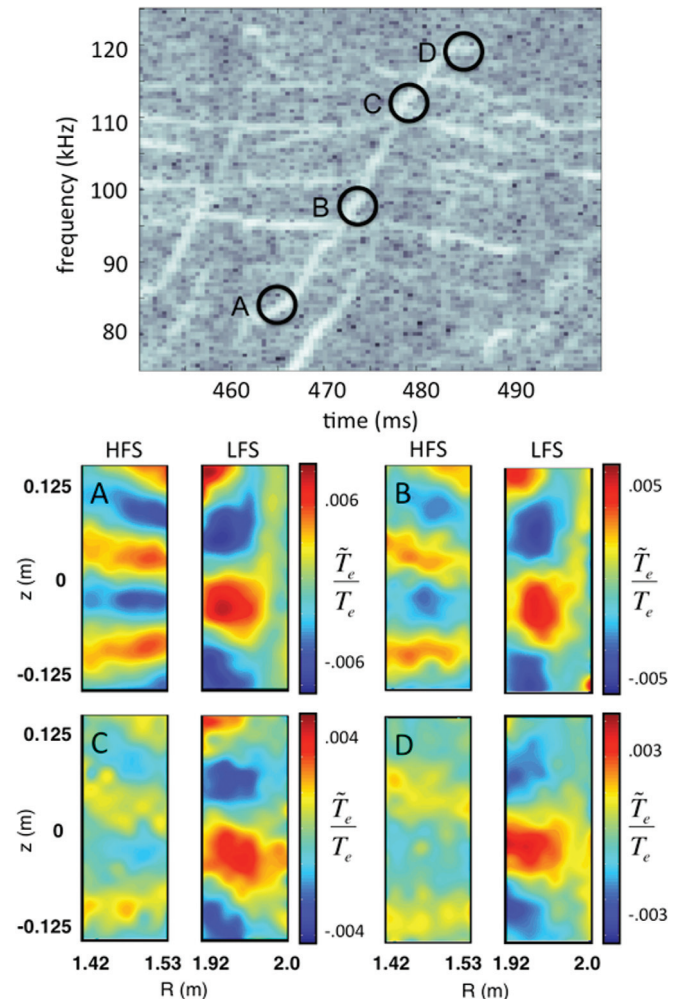 120
110
100
90
80
frequency (kHz)
A
B
C
D
460 470 480 490
time (ms)
HFS LFS HFS LFS
A B
0.125
0
-0.125
z (m)
.006
T̃e
Te
-.006
.005
T̃e
Te
-.005
C D
0.125
0
-0.125
z (m)
.004
T̃e
Te
-.004
.003
T̃e
Te
-.003
1.42 1.53 1.92 2.0 1.42 1.53 1.92 2.0
R (m) R (m)